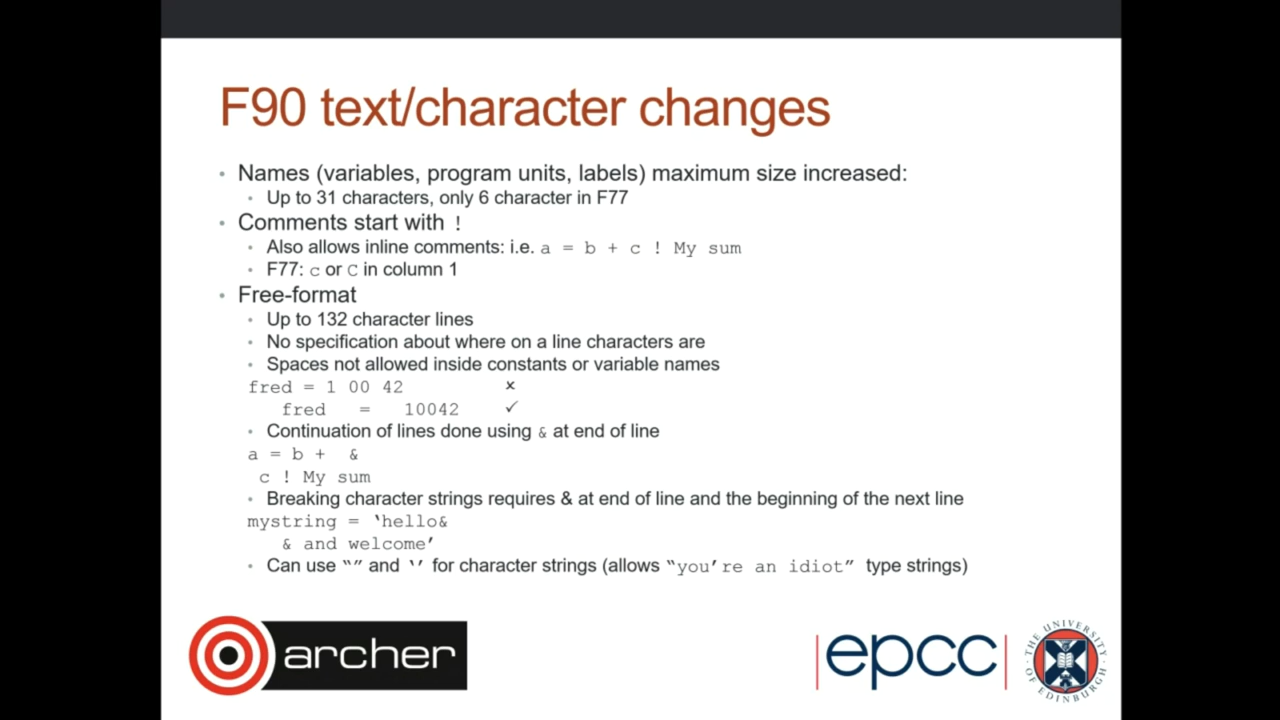 F90 text/character changes
• Names (variables, program units, labels) maximum size increased:
• Up to 31 characters, only 6 character in F77
• Comments start with !
• Also allows inline comments: i.e. a = b + c ! My sum
• F77: c or C in column 1
• Free-format
• Up to 132 character lines
• No specification about where on a line characters are
• Spaces not allowed inside constants or variable names
fred = 1 00 42 ×
fred = 10042 ✓
• Continuation of lines done using & at end of line
a = b + &
c ! My sum
• Breaking character strings requires & at end of line and the beginning of the next line
mystring = ‘hello&
& and welcome’
• Can use “” and ‘’ for character strings (allows “you’re an idiot” type strings)
archer
epcc
THE UNIVERSITY OF EDINBURGH